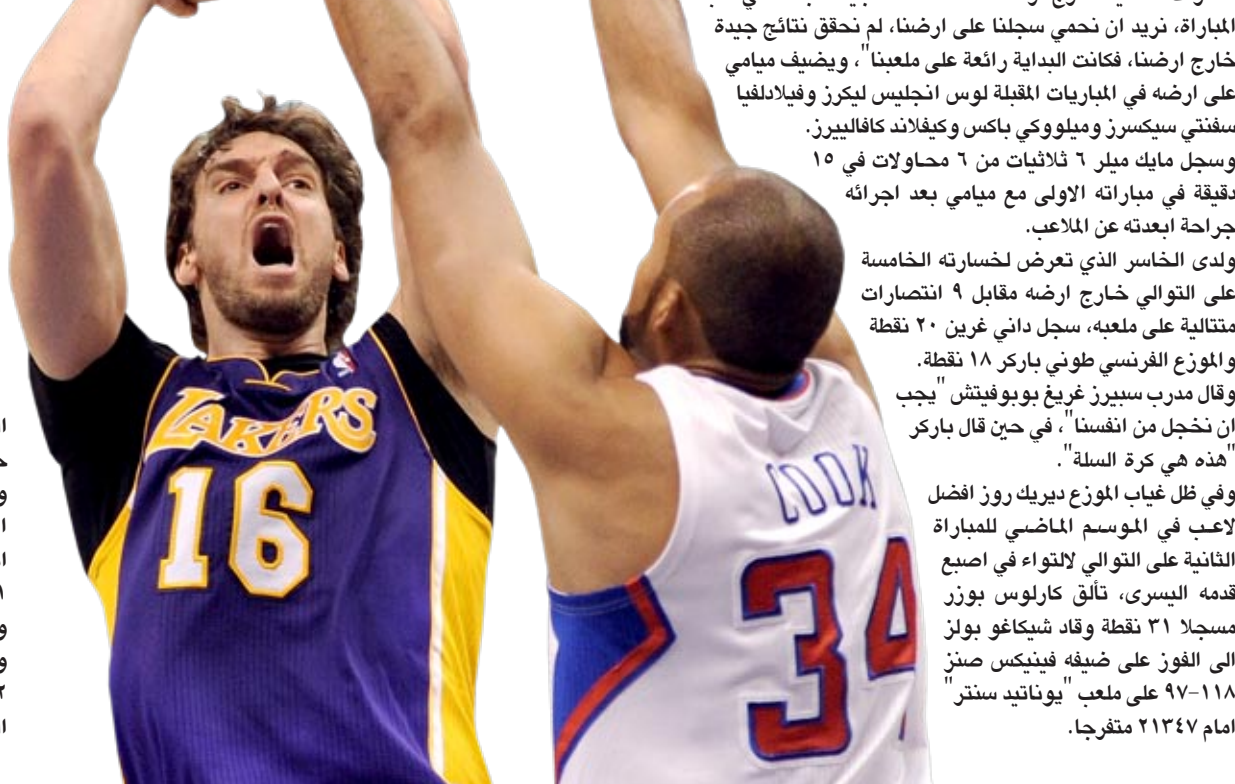 المباراة، نريد ان نحمي سجلنا على ارضنا، لم نحقق نتائج جيدة
خارج ارضنا، فكانت البداية رائعة على ملعبنا"، ويضيف ميامي
على ارضه في المباريات المقبلة لوس انجليس ليكرز وفيلادلفيا
سفنتي سيكسرز وميلووكي باكس وكيفلاند كافالييرز.
وسجل مايك ميلر ٦ ثلاثيات من ٦ محاولات في ١٥
دقيقة في مباراته الاولى مع ميامي بعد اجرائه
جراحة ابعدته عن الملاعب.
ولدى الخاسر الذي تعرض لخسارته الخامسة
على التوالي خارج ارضه مقابل ٩ انتصارات
متتالية على ملعبه، سجل داني غرين ٢٠ نقطة
والموزع الفرنسي طوني باركر ١٨ نقطة.
وقال مدرب سبيرز غريغ بوبوفيتش "يجب
ان نخجل من انفسنا"، في حين قال باركر
"هذه هي كرة السلة".
وفي ظل غياب الموزع ديريك روز افضل
لاعب في الموسم الماضي للمباراة
الثانية على التوالي لالتواء في اصبع
قدمه اليسرى، تألق كارلوس بوزر
مسجلا ٣١ نقطة وقاد شيكاغو بولز
الى الفوز على ضيفه فينيكس صنز
١١٨-٩٧ على ملعب "يونايتد سنتر"
امام ٢١٣٤٧ متفرجا.
LAKERS
16
COOK
34